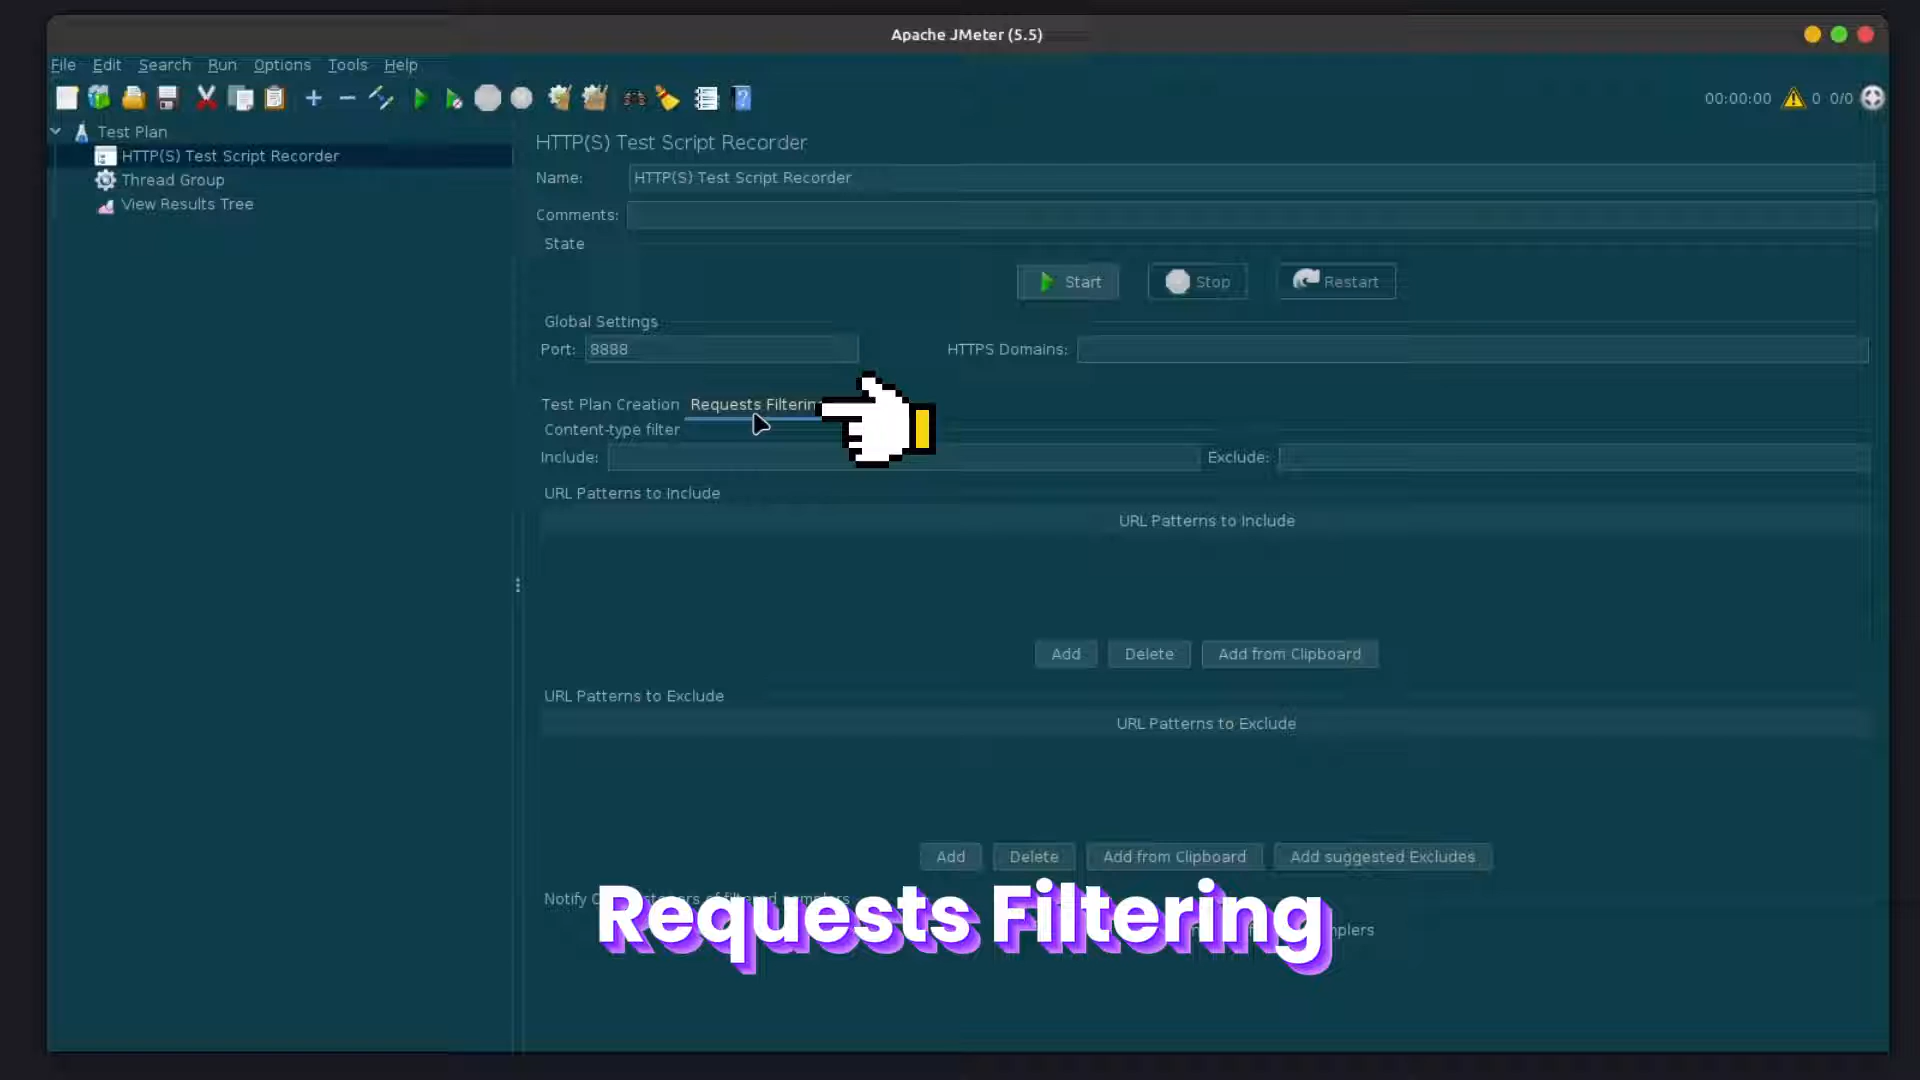 Apache JMeter (5.5)
File Edit Search Run Options Tools Help
00:00:00 0 0/0
Test Plan
HTTP(S) Test Script Recorder
Thread Group
View Results Tree
HTTP(S) Test Script Recorder
Name: HTTP(S) Test Script Recorder
Comments:
State
Start Stop Restart
Global Settings
Port: 8888 HTTPS Domains:
Test Plan Creation Requests Filterin
Content-type filter
Include: Exclude:
URL Patterns to Include
URL Patterns to Include
Add Delete Add from Clipboard
URL Patterns to Exclude
URL Patterns to Exclude
Add Delete Add from Clipboard Add suggested Excludes
Notify
Requests Filtering